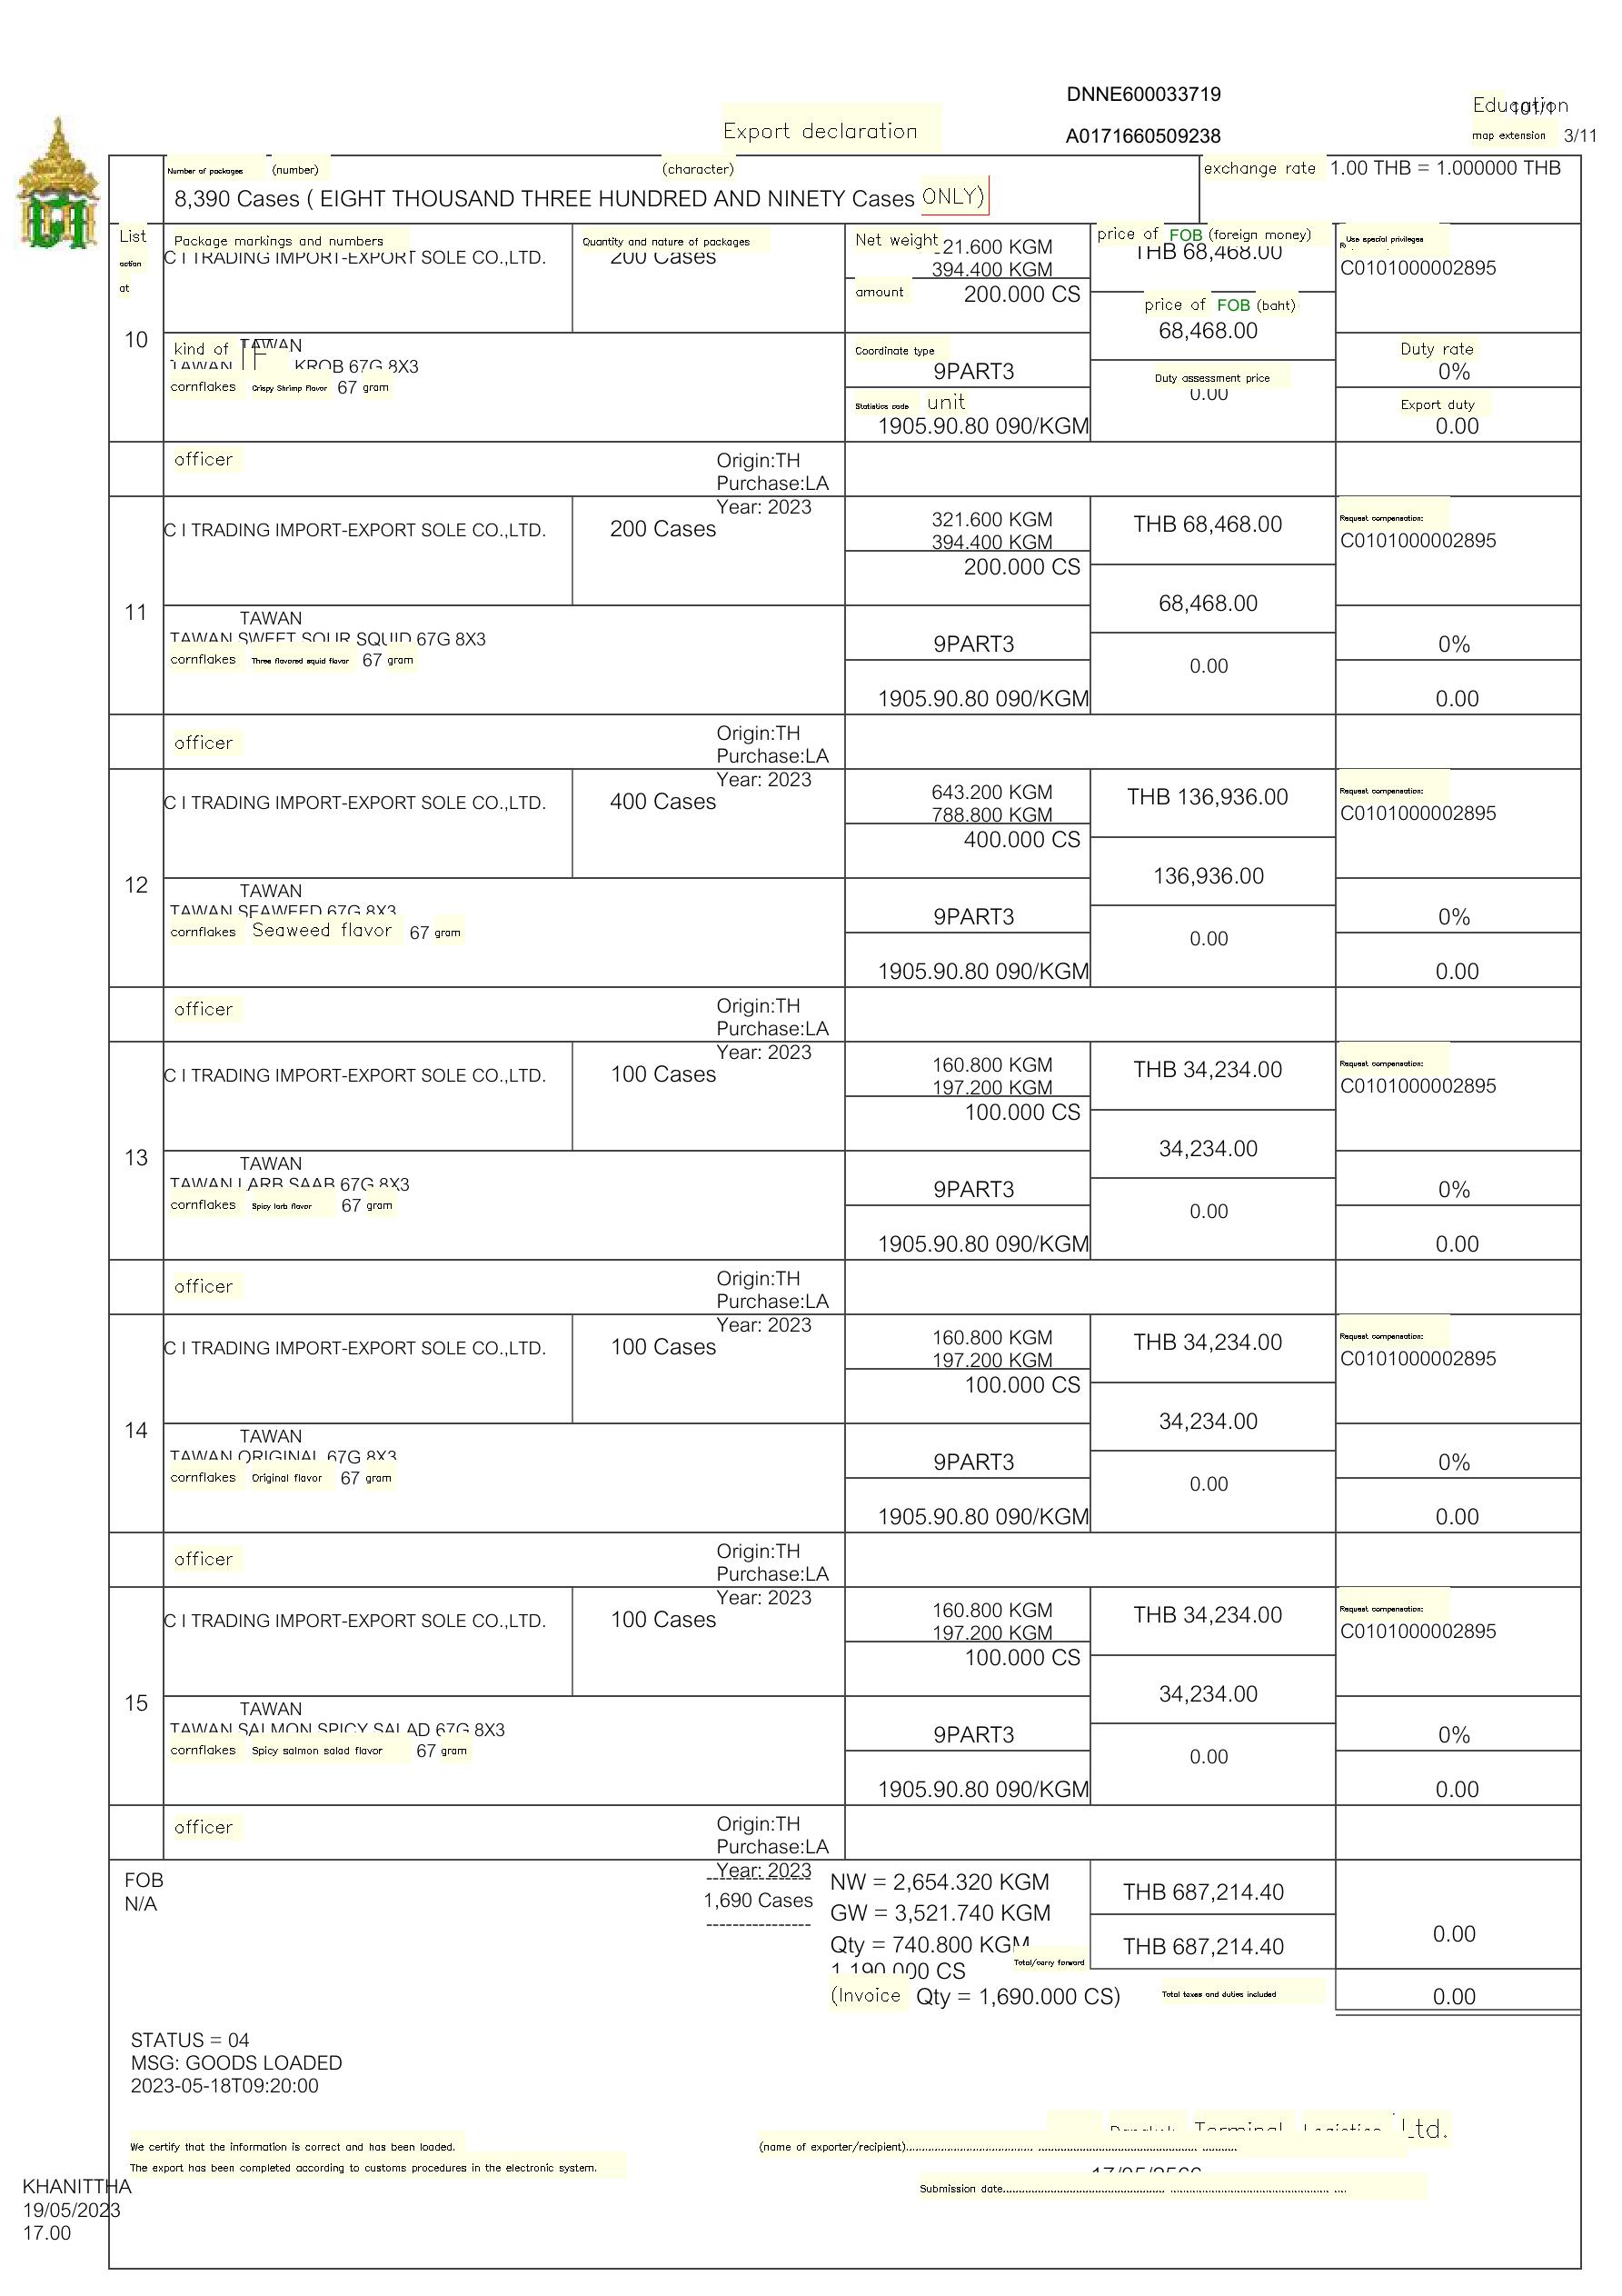 DNNE600033719
Export declaration
A0171660509238
map extension 3/11
Number of packages (number) (character)
exchange rate 1.00 THB = 1.000000 THB
8,390 Cases ( EIGHT THOUSAND THREE HUNDRED AND NINETY Cases ONLY)
List
action
at
10
Package markings and numbers
C I TRADING IMPORT-EXPORT SOLE CO.,LTD.
Quantity and nature of packages
200 Cases
Net weight 21.600 KGM
394.400 KGM
amount 200.000 CS
price of FOB (foreign money)
THB 68,468.00
price of FOB (baht)
68,468.00
Use special privileges
C0101000002895
kind of TAWAN
TAWAN KROB 67G 8X3
cornflakes Crispy Shrimp flavor 67 gram
Coordinate type
9PART3
Statistics code unit
1905.90.80 090/KGM
Duty assessment price
0.00
Duty rate
0%
Export duty
0.00
officer
Origin:TH
Purchase:LA
Year: 2023
11
C I TRADING IMPORT-EXPORT SOLE CO.,LTD.
200 Cases
321.600 KGM
394.400 KGM
200.000 CS
THB 68,468.00
68,468.00
Request compensation:
C0101000002895
TAWAN
TAWAN SWEET SOUR SQUID 67G 8X3
cornflakes Three flavored squid flavor 67 gram
9PART3
1905.90.80 090/KGM
0.00
0%
0.00
officer
Origin:TH
Purchase:LA
Year: 2023
12
C I TRADING IMPORT-EXPORT SOLE CO.,LTD.
400 Cases
643.200 KGM
788.800 KGM
400.000 CS
THB 136,936.00
136,936.00
Request compensation:
C0101000002895
TAWAN
TAWAN SEAWEED 67G 8X3
cornflakes Seaweed flavor 67 gram
9PART3
1905.90.80 090/KGM
0.00
0%
0.00
officer
Origin:TH
Purchase:LA
Year: 2023
13
C I TRADING IMPORT-EXPORT SOLE CO.,LTD.
100 Cases
160.800 KGM
197.200 KGM
100.000 CS
THB 34,234.00
34,234.00
Request compensation:
C0101000002895
TAWAN
TAWAN LARB SAAB 67G 8X3
cornflakes Spicy larb flavor 67 gram
9PART3
1905.90.80 090/KGM
0.00
0%
0.00
officer
Origin:TH
Purchase:LA
Year: 2023
14
C I TRADING IMPORT-EXPORT SOLE CO.,LTD.
100 Cases
160.800 KGM
197.200 KGM
100.000 CS
THB 34,234.00
34,234.00
Request compensation:
C0101000002895
TAWAN
TAWAN ORIGINAL 67G 8X3
cornflakes Original flavor 67 gram
9PART3
1905.90.80 090/KGM
0.00
0%
0.00
officer
Origin:TH
Purchase:LA
Year: 2023
15
C I TRADING IMPORT-EXPORT SOLE CO.,LTD.
100 Cases
160.800 KGM
197.200 KGM
100.000 CS
THB 34,234.00
34,234.00
Request compensation:
C0101000002895
TAWAN
TAWAN SALMON SPICY SALAD 67G 8X3
cornflakes Spicy salmon salad flavor 67 gram
9PART3
1905.90.80 090/KGM
0.00
0%
0.00
officer
Origin:TH
Purchase:LA
Year: 2023
FOB
N/A
1,690 Cases
NW = 2,654.320 KGM
GW = 3,521.740 KGM
Qty = 740.800 KGM
1,190.000 CS
(Invoice Qty = 1,690.000 CS)
THB 687,214.40
THB 687,214.40
0.00
Total/carry forward
Total taxes and duties included
0.00
STATUS = 04
MSG: GOODS LOADED
2023-05-18T09:20:00
Terminal Logistics Ltd.
We certify that the information is correct and has been loaded.
(name of exporter/recipient)
The export has been completed according to customs procedures in the electronic system.
17/05/2566
Submission date
KHANITTHA
19/05/2023
17.00